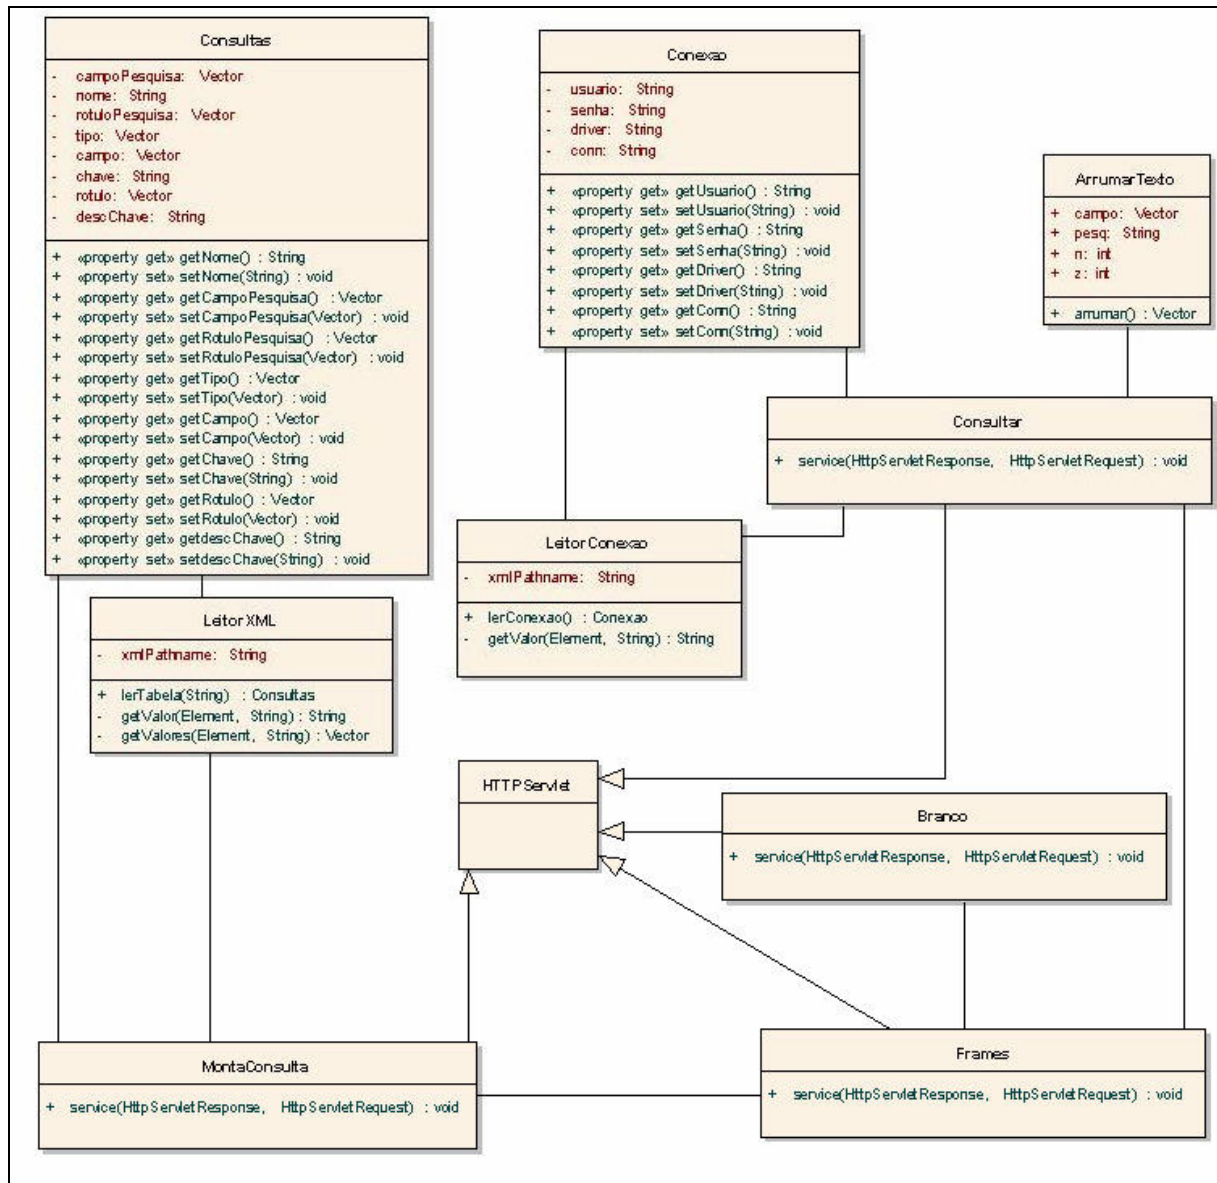 Consultas
- campoPesquisa: Vector
- nome: String
- rotuloPesquisa: Vector
- tipo: Vector
- campo: Vector
- chave: String
- rotulo: Vector
- descChave: String
+ «property get» getNome() : String
+ «property set» setNome(String) : void
+ «property get» getCampoPesquisa() : Vector
+ «property set» setCampoPesquisa(Vector) : void
+ «property get» getRotuloPesquisa() : Vector
+ «property set» setRotuloPesquisa(Vector) : void
+ «property get» getTipo() : Vector
+ «property set» setTipo(Vector) : void
+ «property get» getCampo() : Vector
+ «property set» setCampo(Vector) : void
+ «property get» getChave() : String
+ «property set» setChave(String) : void
+ «property get» getRotulo() : Vector
+ «property set» setRotulo(Vector) : void
+ «property get» getdescChave() : String
+ «property set» setdescChave(String) : void
Conexao
- usuario: String
- senha: String
- driver: String
- conn: String
+ «property get» getUsuario() : String
+ «property set» setUsuario(String) : void
+ «property get» getSenha() : String
+ «property set» setSenha(String) : void
+ «property get» getDriver() : String
+ «property set» setDriver(String) : void
+ «property get» getConn() : String
+ «property set» setConn(String) : void
ArrumarTexto
+ campo: Vector
+ pesq: String
+ n: int
+ z: int
+ arrumar() : Vector
Consultar
+ service(HttpServletResponse, HttpServletRequest) : void
LeitorConexao
- xmlPathname: String
+ lerConexao() : Conexao
- getValor(Element, String) : String
LeitorXML
- xmlPathname: String
+ lerTabela(String) : Consultas
- getValor(Element, String) : String
- getValores(Element, String) : Vector
HTTPServlet
Branco
+ service(HttpServletResponse, HttpServletRequest) : void
MontaConsulta
+ service(HttpServletResponse, HttpServletRequest) : void
Frames
+ service(HttpServletResponse, HttpServletRequest) : void